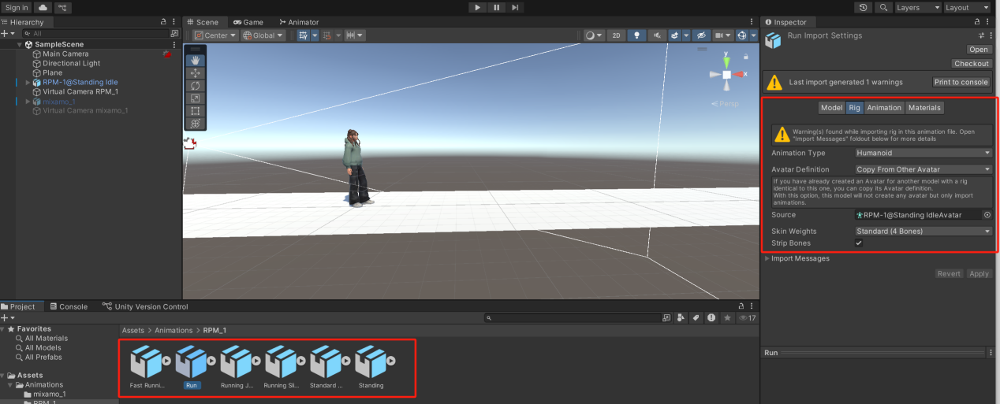 Sign in
Layers
Layout
Hierarchy
Scene
Game
Animator
Inspector
All
Center
Global
2D
Run Import Settings
Open
SampleScene
Main Camera
Directional Light
Plane
RPM-1@Standing Idle
Virtual Camera RPM_1
mixamo_1
Virtual Camera mixamo_1
y
x
Persp
Checkout
Last import generated 1 warnings
Print to console
Model
Rig
Animation
Materials
Warning(s) found while importing rig in this animation file. Open
"Import Messages" foldout below for more details
Animation Type
Humanoid
Avatar Definition
Copy From Other Avatar
If you have already created an Avatar for another model with a rig
identical to this one, you can copy its Avatar definition.
With this option, this model will not create any avatar but only import
animations.
Source
RPM-1@Standing IdleAvatar
Skin Weights
Standard (4 Bones)
Strip Bones
Import Messages
Revert
Apply
Project
Console
Unity Version Control
17
Favorites
All Materials
All Models
All Prefabs
Assets
Animations
mixamo_1
RPM_1
Assets > Animations > RPM_1
Fast Runni...
Run
Running J...
Running Sli...
Standard ...
Standing
Run